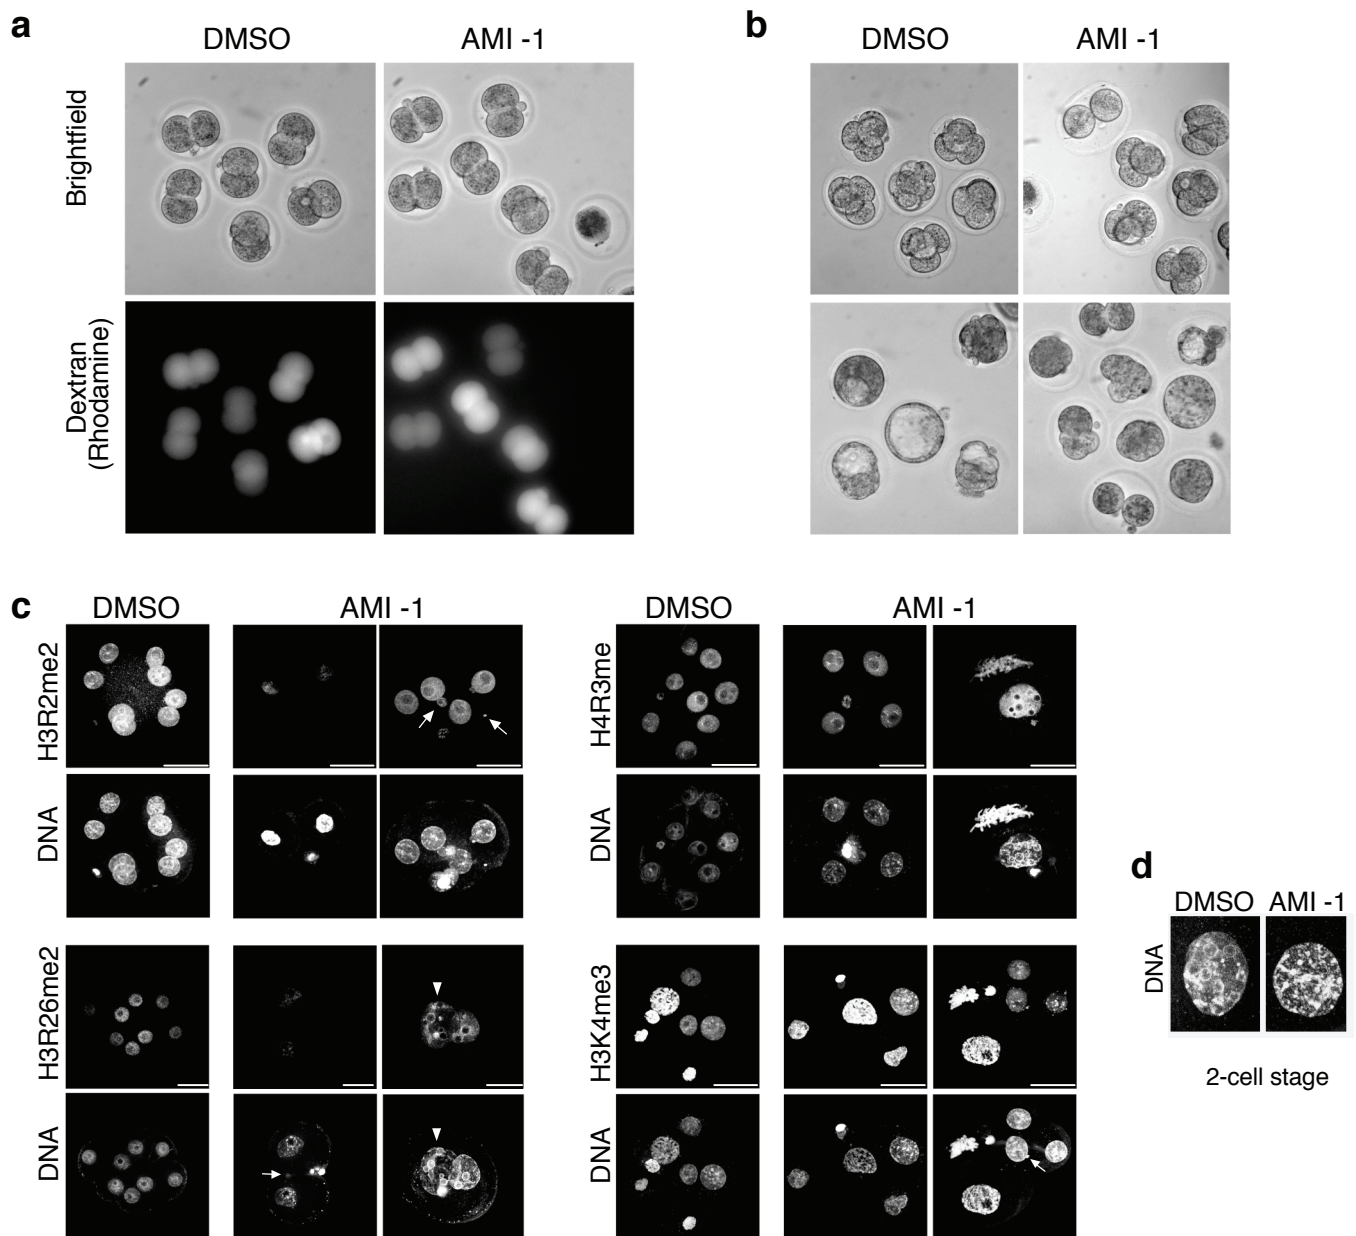 a
DMSO
AMI -1
Brightfield
Dextran
(Rhodamine)
b
DMSO
AMI -1
c
DMSO
AMI -1
H3R2me2
DNA
H3R26me2
DNA
DMSO
AMI -1
H4R3me
DNA
H3K4me3
DNA
d
DMSO
AMI -1
DNA
2-cell stage